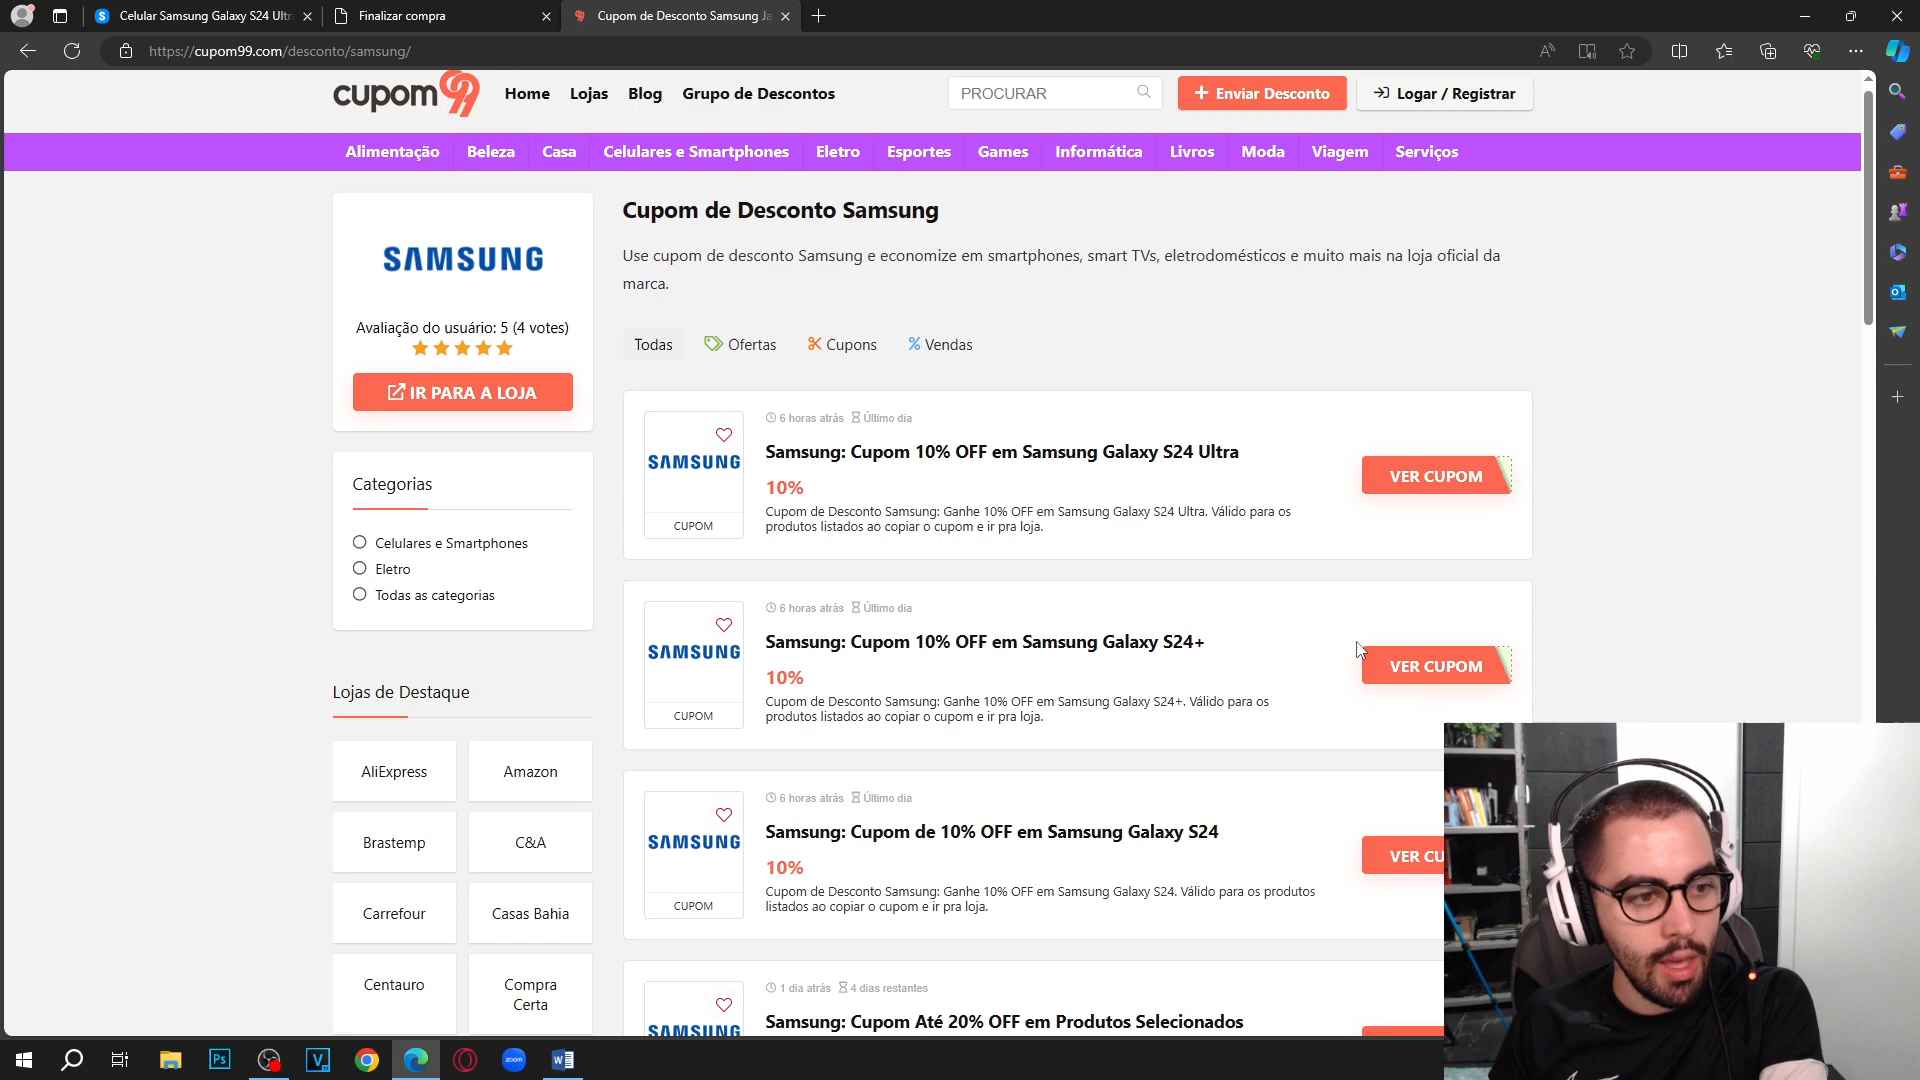 Celular Samsung Galaxy S24 Ultr
Finalizar compra
Cupom de Desconto Samsung Ja
https://cupom99.com/desconto/samsung/
cupom99
Home
Lojas
Blog
Grupo de Descontos
PROCURAR
+ Enviar Desconto
Logar / Registrar
Alimentação
Beleza
Casa
Celulares e Smartphones
Eletro
Esportes
Games
Informática
Livros
Moda
Viagem
Serviços
SAMSUNG
Avaliação do usuário: 5 (4 votes)
IR PARA A LOJA
Categorias
Celulares e Smartphones
Eletro
Todas as categorias
Lojas de Destaque
AliExpress
Amazon
Brastemp
C&A
Carrefour
Casas Bahia
Centauro
Compra
Certa
Cupom de Desconto Samsung
Use cupom de desconto Samsung e economize em smartphones, smart TVs, eletrodomésticos e muito mais na loja oficial da
marca.
Todas
Ofertas
Cupons
% Vendas
SAMSUNG
CUPOM
6 horas atrás
Último dia
Samsung: Cupom 10% OFF em Samsung Galaxy S24 Ultra
10%
Cupom de Desconto Samsung: Ganhe 10% OFF em Samsung Galaxy S24 Ultra. Válido para os
produtos listados ao copiar o cupom e ir pra loja.
VER CUPOM
SAMSUNG
CUPOM
6 horas atrás
Último dia
Samsung: Cupom 10% OFF em Samsung Galaxy S24+
10%
Cupom de Desconto Samsung: Ganhe 10% OFF em Samsung Galaxy S24+. Válido para os
produtos listados ao copiar o cupom e ir pra loja.
VER CUPOM
SAMSUNG
CUPOM
6 horas atrás
Último dia
Samsung: Cupom de 10% OFF em Samsung Galaxy S24
10%
Cupom de Desconto Samsung: Ganhe 10% OFF em Samsung Galaxy S24. Válido para os produtos
listados ao copiar o cupom e ir pra loja.
VER CU
SAMSUNG
1 dia atrás
4 dias restantes
Samsung: Cupom Até 20% OFF em Produtos Selecionados
Ps
V
zoom
W